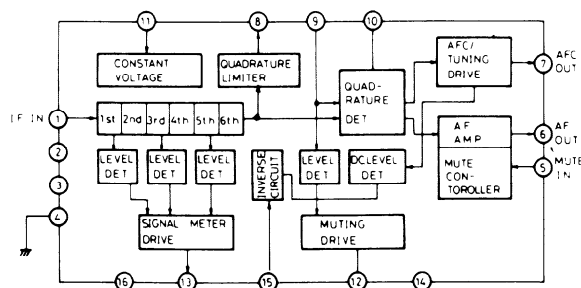 11
8
9
10
CONSTANT
VOLTAGE
QUADRATURE
LIMITER
AFC/
TUNING
DRIVE
7
AFC
OUT
QUAD-
RATURE
DET
IF IN
1
1st 2nd 3rd 4th 5th 6th
AF
AMP
6
AF
OUT
MUTE
CON-
TOROLLER
5
MUTE
IN
2
LEVEL
DET
LEVEL
DET
LEVEL
DET
INVERSE
CIRCUIT
LEVEL
DET
DC LEVEL
DET
3
4
SIGNAL METER
DRIVE
MUTING
DRIVE
16
13
15
12
14